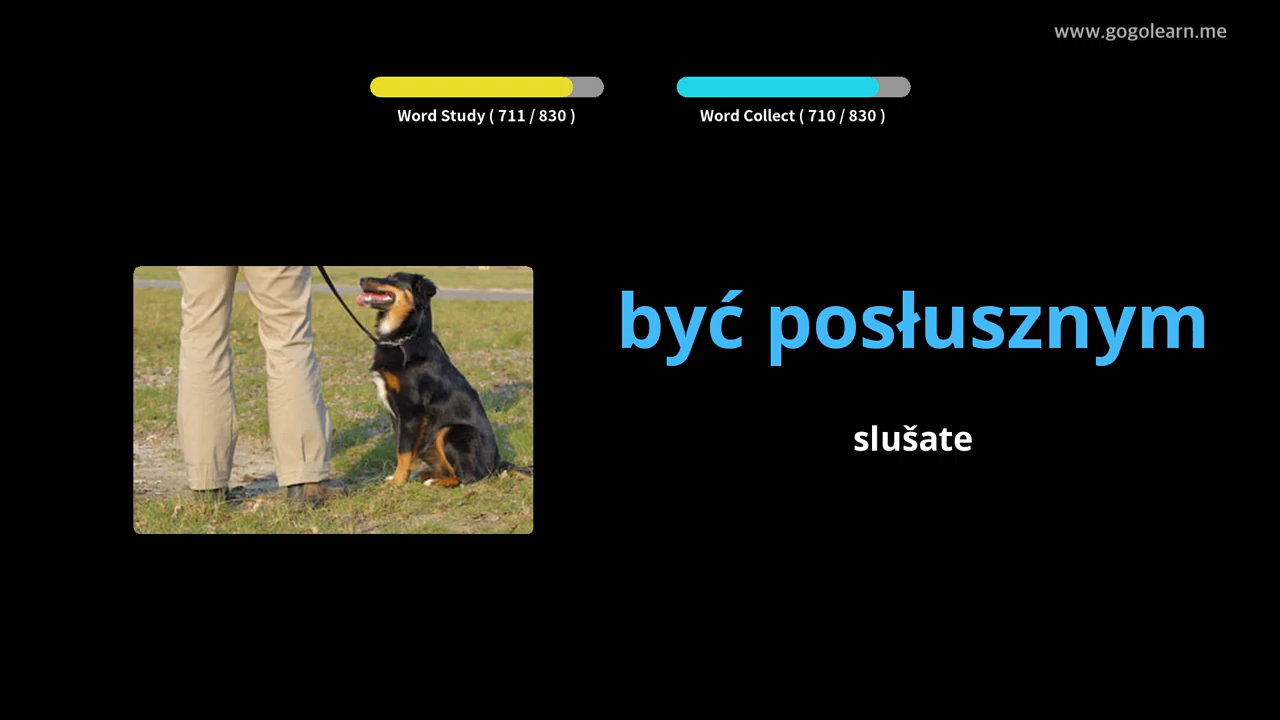 www.gogolearn.me
Word Study ( 711 / 830 )
Word Collect ( 710 / 830 )
być posłusznym
slušate